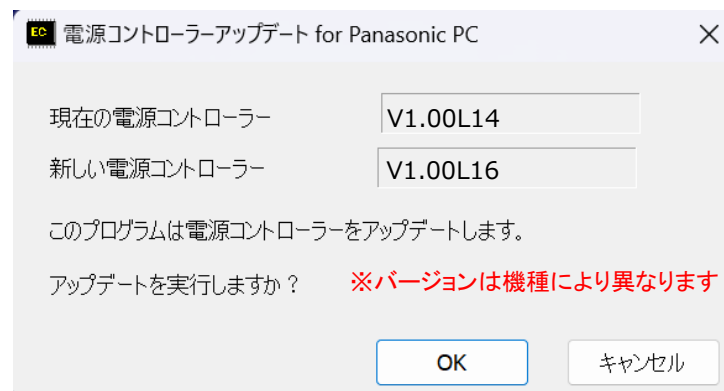 EC 電源コントローラーアップデート for Panasonic PC
現在の電源コントローラー V1.00L14
新しい電源コントローラー V1.00L16
このプログラムは電源コントローラーをアップデートします。
アップデートを実行しますか？ ※バージョンは機種により異なります
OK キャンセル